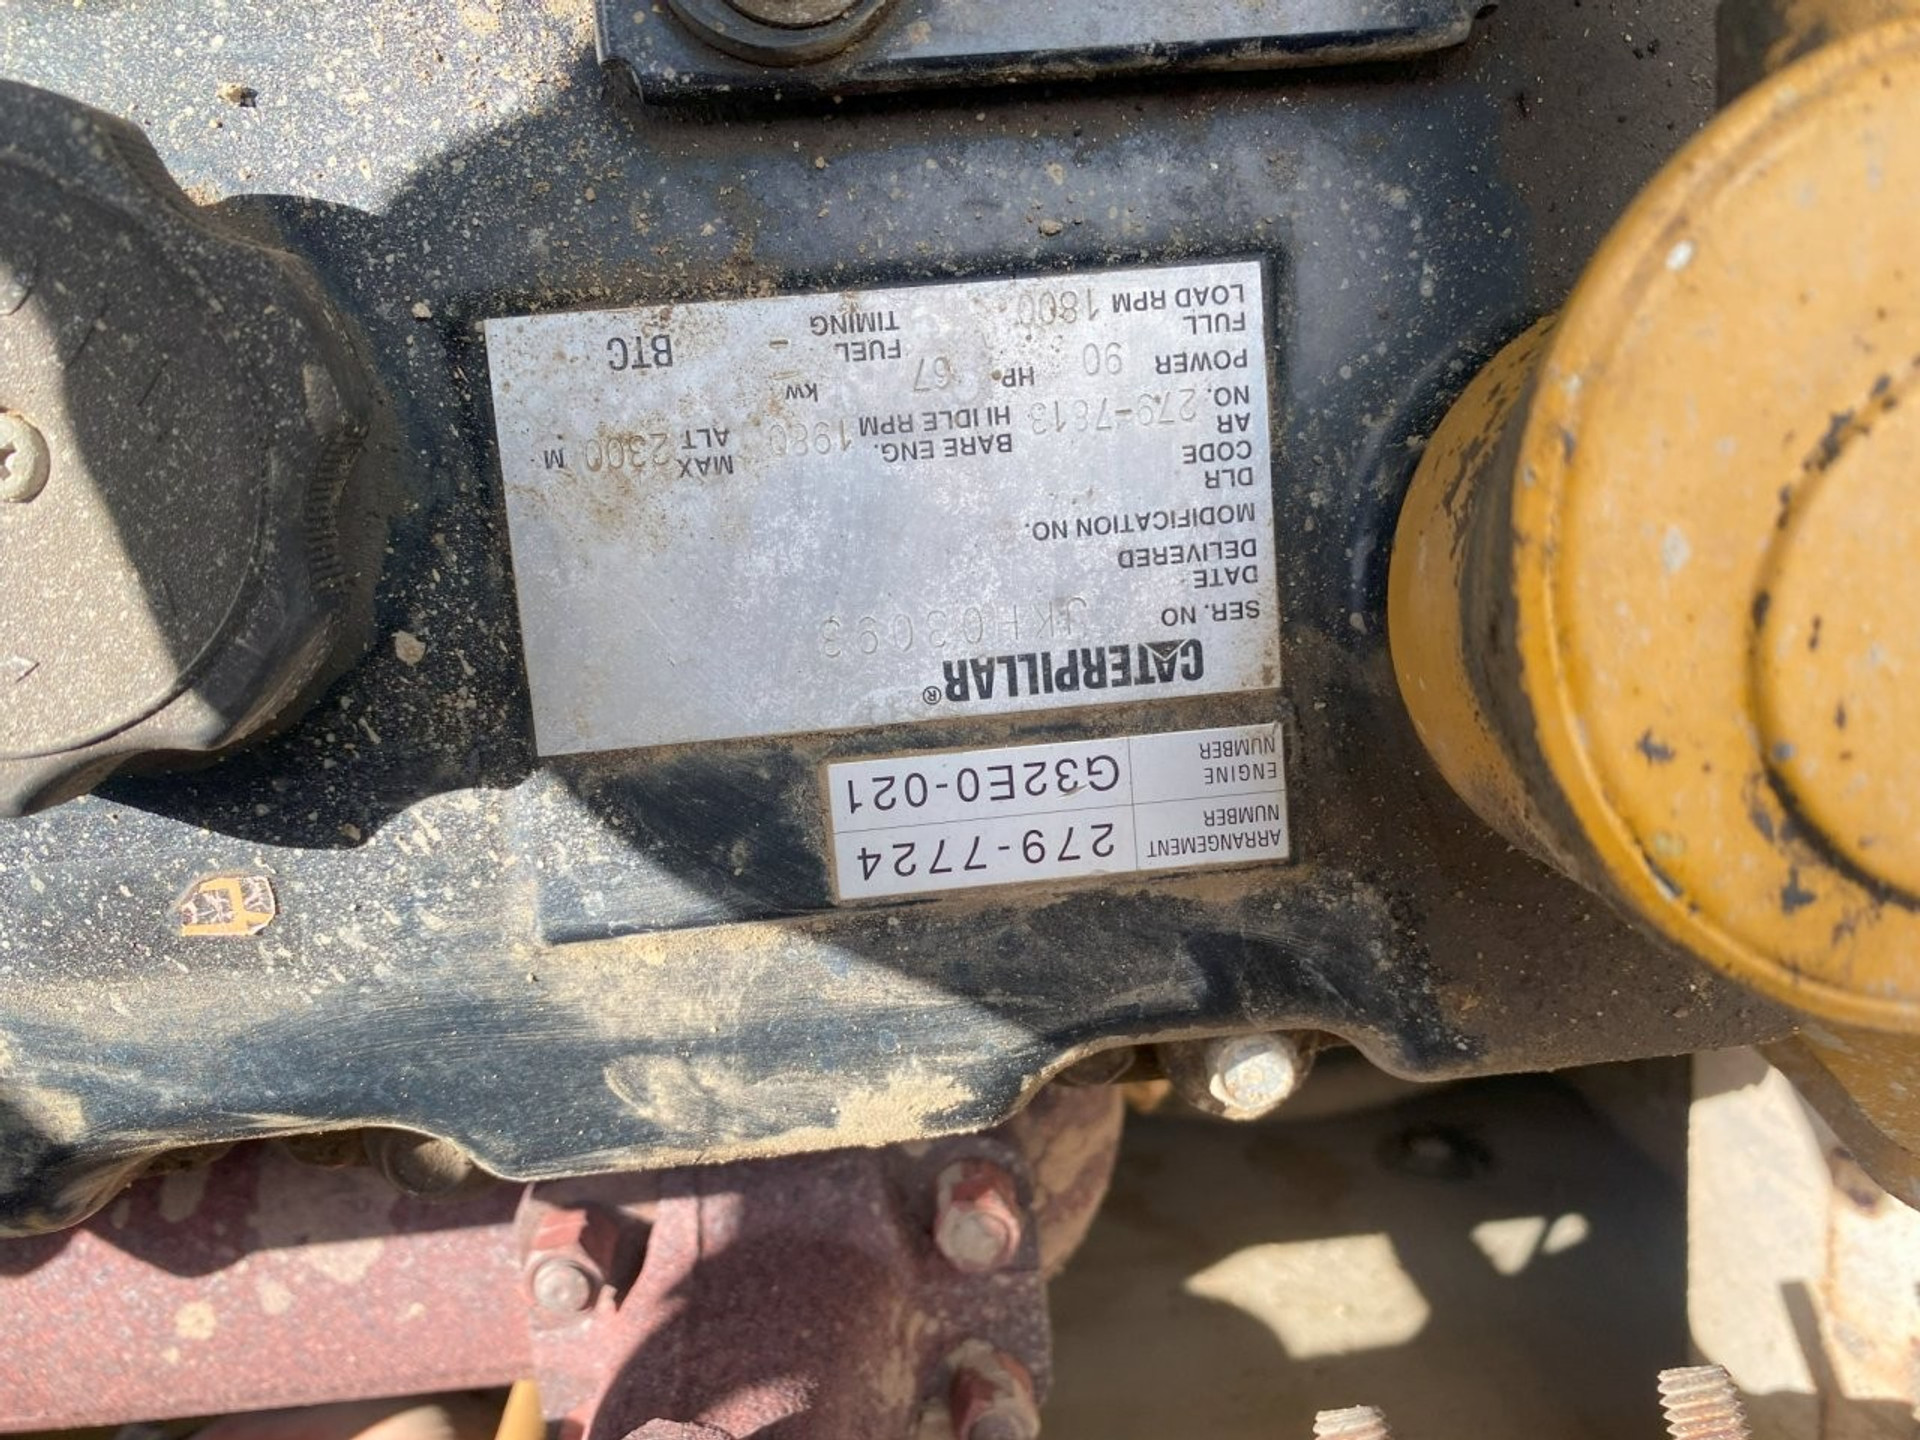 ARRANGEMENT NUMBER 279-7724
ENGINE NUMBER G32E0-021
CATERPILLAR®
SER. NO JKH03093
DATE DELIVERED
MODIFICATION NO.
DLR CODE
AR NO. 279-7813 BARE ENG. HI IDLE RPM 1980 MAX ALT 2300 M
POWER 90 HP 67 kw
FULL LOAD RPM 1800 FUEL TIMING - BTC